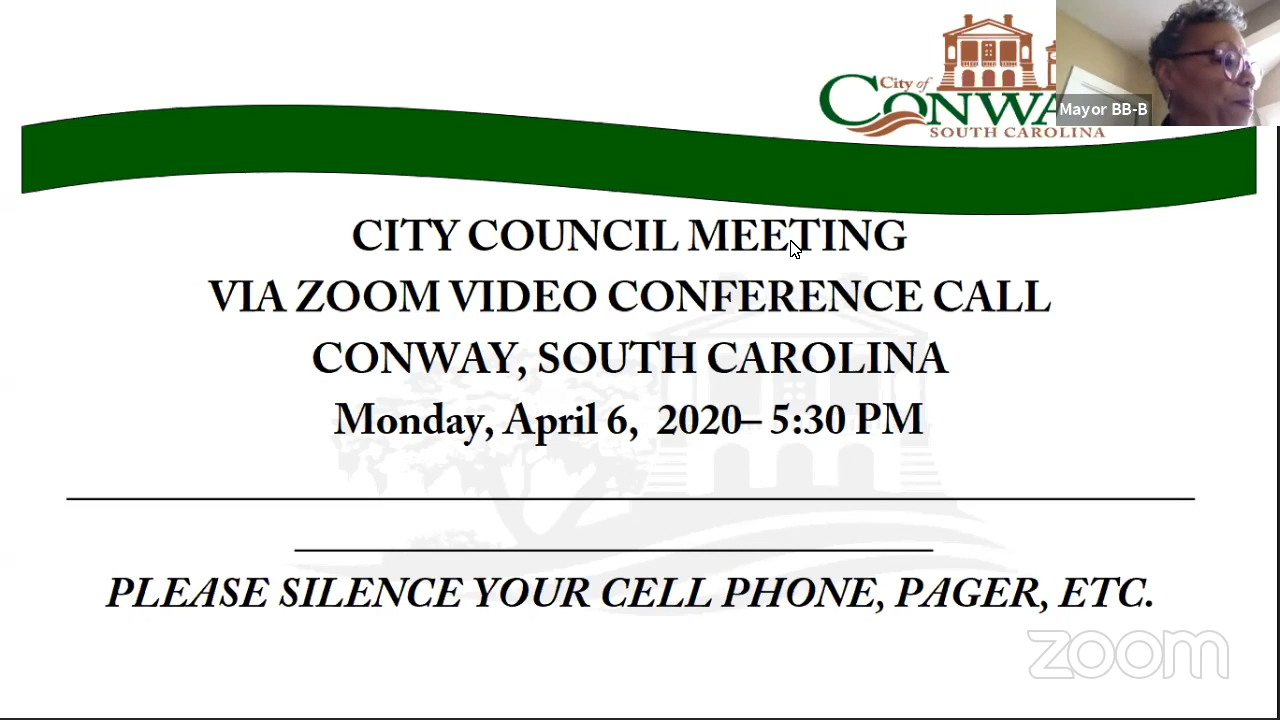 City of
CONWA
SOUTH CAROLINA
Mayor BB-B
CITY COUNCIL MEETING
VIA ZOOM VIDEO CONFERENCE CALL
CONWAY, SOUTH CAROLINA
Monday, April 6, 2020– 5:30 PM
PLEASE SILENCE YOUR CELL PHONE, PAGER, ETC.
zoom